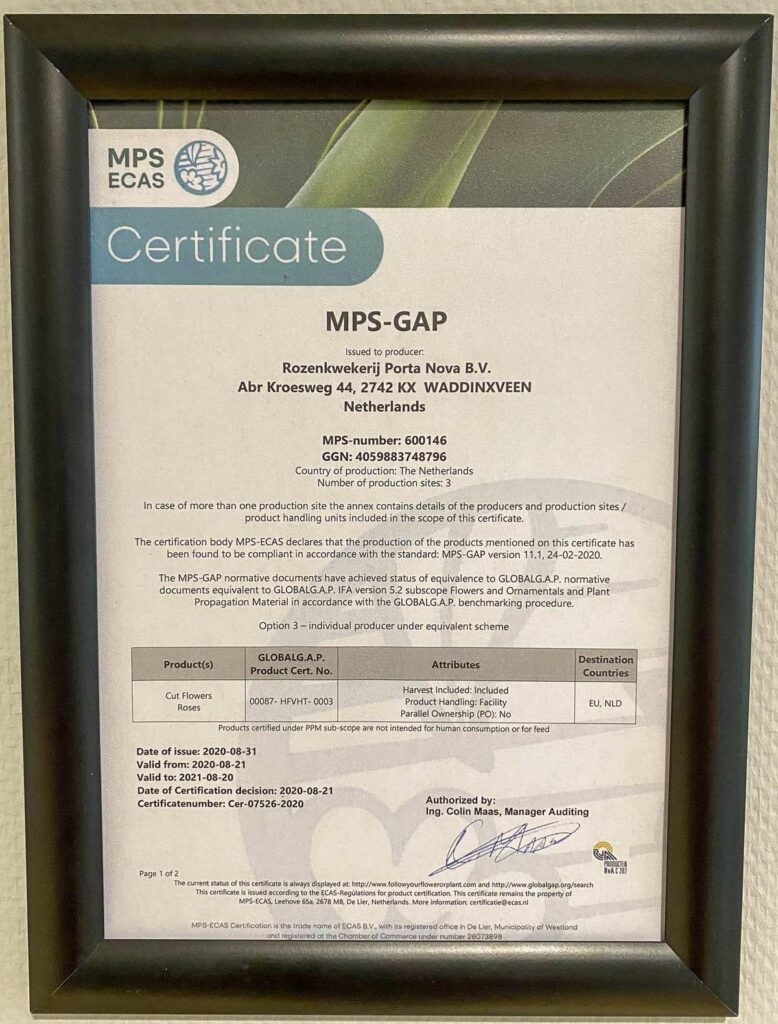 MPS
ECAS
Certificate
MPS-GAP
Issued to producer:
Rozenkwekerij Porta Nova B.V.
Abr Kroesweg 44, 2742 KX WADDINXVEEN
Netherlands
MPS-number: 600146
GGN: 4059883748796
Country of production: The Netherlands
Number of production sites: 3
In case of more than one production site the annex contains details of the producers and production sites /
product handling units included in the scope of this certificate.
The certification body MPS-ECAS declares that the production of the products mentioned on this certificate has
been found to be compliant in accordance with the standard: MPS-GAP version 11.1, 24-02-2020.
The MPS-GAP normative documents have achieved status of equivalence to GLOBALG.A.P. normative
documents equivalent to GLOBALG.A.P. IFA version 5.2 subscope Flowers and Ornamentals and Plant
Propagation Material in accordance with the GLOBALG.A.P. benchmarking procedure.
Option 3 – individual producer under equivalent scheme
Product(s) GLOBALG.A.P. Product Cert. No. Attributes Destination Countries
Cut Flowers Roses 00087- HFVHT- 0003 Harvest Included: Included Product Handling: Facility Parallel Ownership (PO): No EU, NLD
Products certified under PPM sub-scope are not intended for human consumption or for feed
Date of issue: 2020-08-31
Valid from: 2020-08-21
Valid to: 2021-08-20
Date of Certification decision: 2020-08-21
Certificatenumber: Cer-07526-2020
Authorized by:
Ing. Colin Maas, Manager Auditing
PRODUCTEN
RvA C 282
Page 1 of 2
The current status of this certificate is always displayed at: http://www.followyourflowerorplant.com and http://www.globalgap.org/search
This certificate is issued according to the ECAS-Regulations for product certification. This certificate remains the property of
MPS-ECAS, Leehove 65a, 2678 MB, De Lier, Netherlands. More information: certificatie@ecas.nl
MPS-ECAS Certification is the trade name of ECAS B.V., with its registered office in De Lier, Municipality of Westland
and registered at the Chamber of Commerce under number 28073898